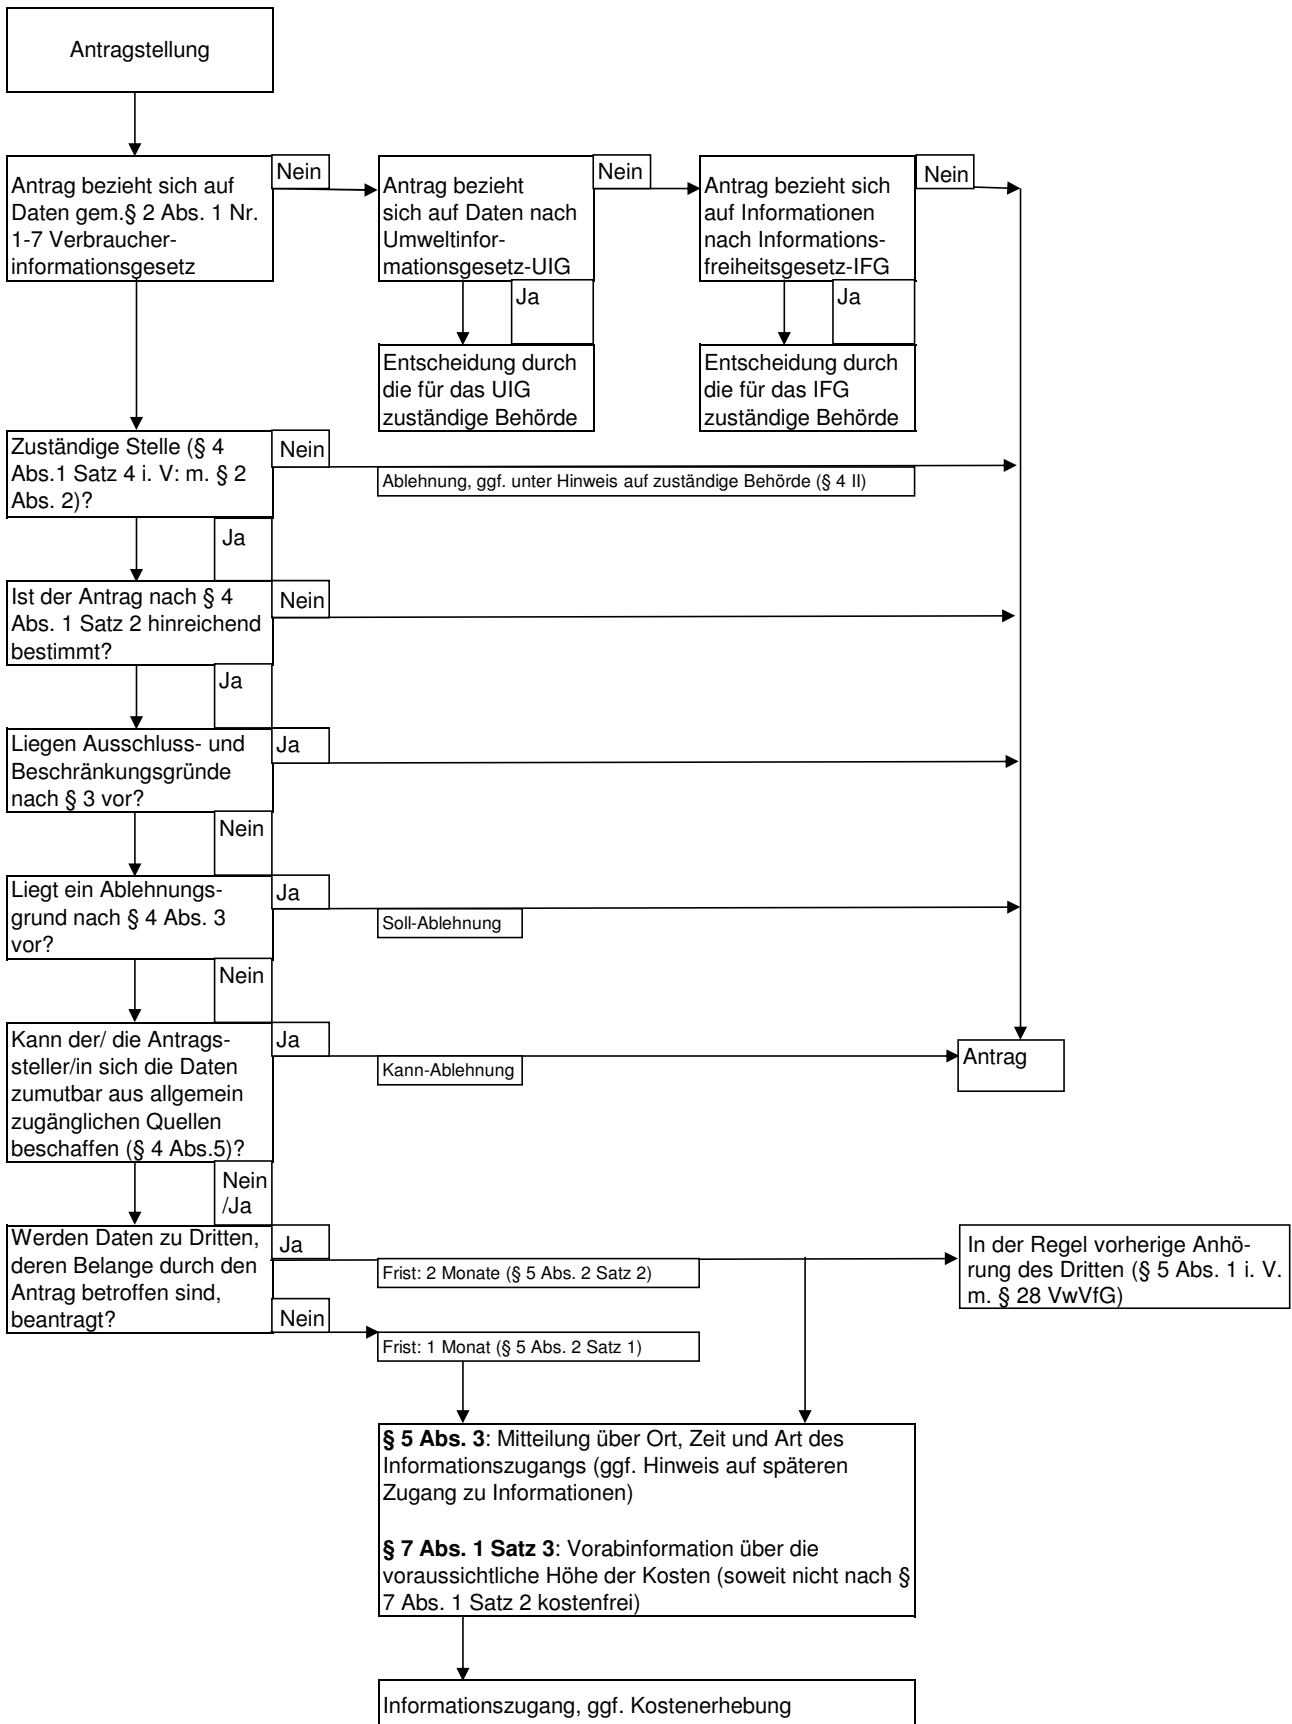 Antragstellung
Antrag bezieht sich auf
Daten gem.§ 2 Abs. 1 Nr.
1-7 Verbraucher-
informationsgesetz
Nein
Antrag bezieht
sich auf Daten nach
Umweltinfor-
mationsgesetz-UIG
Nein
Antrag bezieht sich
auf Informationen
nach Informations-
freiheitsgesetz-IFG
Nein
Ja
Ja
Entscheidung durch
die für das UIG
zuständige Behörde
Entscheidung durch
die für das IFG
zuständige Behörde
Zuständige Stelle (§ 4
Abs.1 Satz 4 i. V: m. § 2
Abs. 2)?
Nein
Ablehnung, ggf. unter Hinweis auf zuständige Behörde (§ 4 II)
Ja
Ist der Antrag nach § 4
Abs. 1 Satz 2 hinreichend
bestimmt?
Nein
Ja
Liegen Ausschluss- und
Beschränkungsgründe
nach § 3 vor?
Ja
Nein
Liegt ein Ablehnungs-
grund nach § 4 Abs. 3
vor?
Ja
Soll-Ablehnung
Nein
Kann der/ die Antrags-
steller/in sich die Daten
zumutbar aus allgemein
zugänglichen Quellen
beschaffen (§ 4 Abs.5)?
Ja
Kann-Ablehnung
Antrag
Nein
/Ja
Werden Daten zu Dritten,
deren Belange durch den
Antrag betroffen sind,
beantragt?
Ja
Frist: 2 Monate (§ 5 Abs. 2 Satz 2)
In der Regel vorherige Anhö-
rung des Dritten (§ 5 Abs. 1 i. V.
m. § 28 VwVfG)
Nein
Frist: 1 Monat (§ 5 Abs. 2 Satz 1)
§ 5 Abs. 3: Mitteilung über Ort, Zeit und Art des
Informationszugangs (ggf. Hinweis auf späteren
Zugang zu Informationen)
§ 7 Abs. 1 Satz 3: Vorabinformation über die
voraussichtliche Höhe der Kosten (soweit nicht nach §
7 Abs. 1 Satz 2 kostenfrei)
Informationszugang, ggf. Kostenerhebung